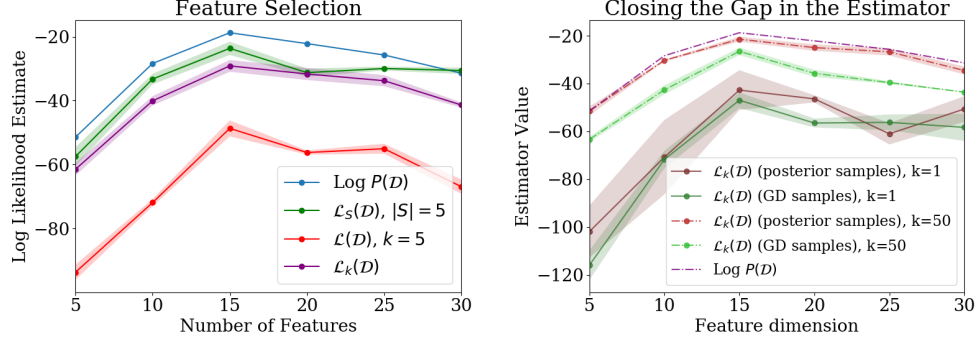 Feature Selection
Log Likelihood Estimate
−20
−40
−60
−80
Log P(𝒟)
ℒ_S(𝒟), |S| = 5
ℒ(𝒟), k = 5
ℒ_k(𝒟)
5 10 15 20 25 30
Number of Features
Closing the Gap in the Estimator
Estimator Value
−20
−40
−60
−80
−100
−120
ℒ_k(𝒟) (posterior samples), k=1
ℒ_k(𝒟) (GD samples), k=1
ℒ_k(𝒟) (posterior samples), k=50
ℒ_k(𝒟) (GD samples), k=50
Log P(𝒟)
5 10 15 20 25 30
Feature dimension